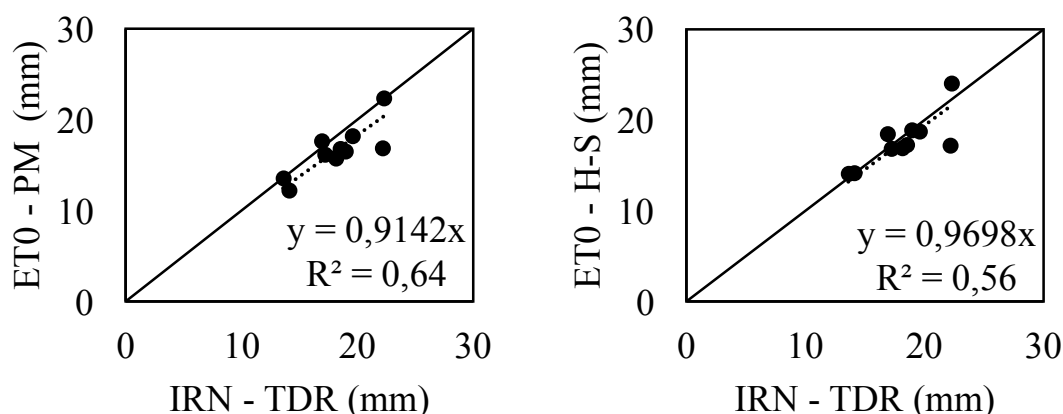 ET0 - PM (mm)
30
20
10
0
y = 0,9142x
R² = 0,64
0 10 20 30
IRN - TDR (mm)
ET0 - H-S (mm)
30
20
10
0
y = 0,9698x
R² = 0,56
0 10 20 30
IRN - TDR (mm)